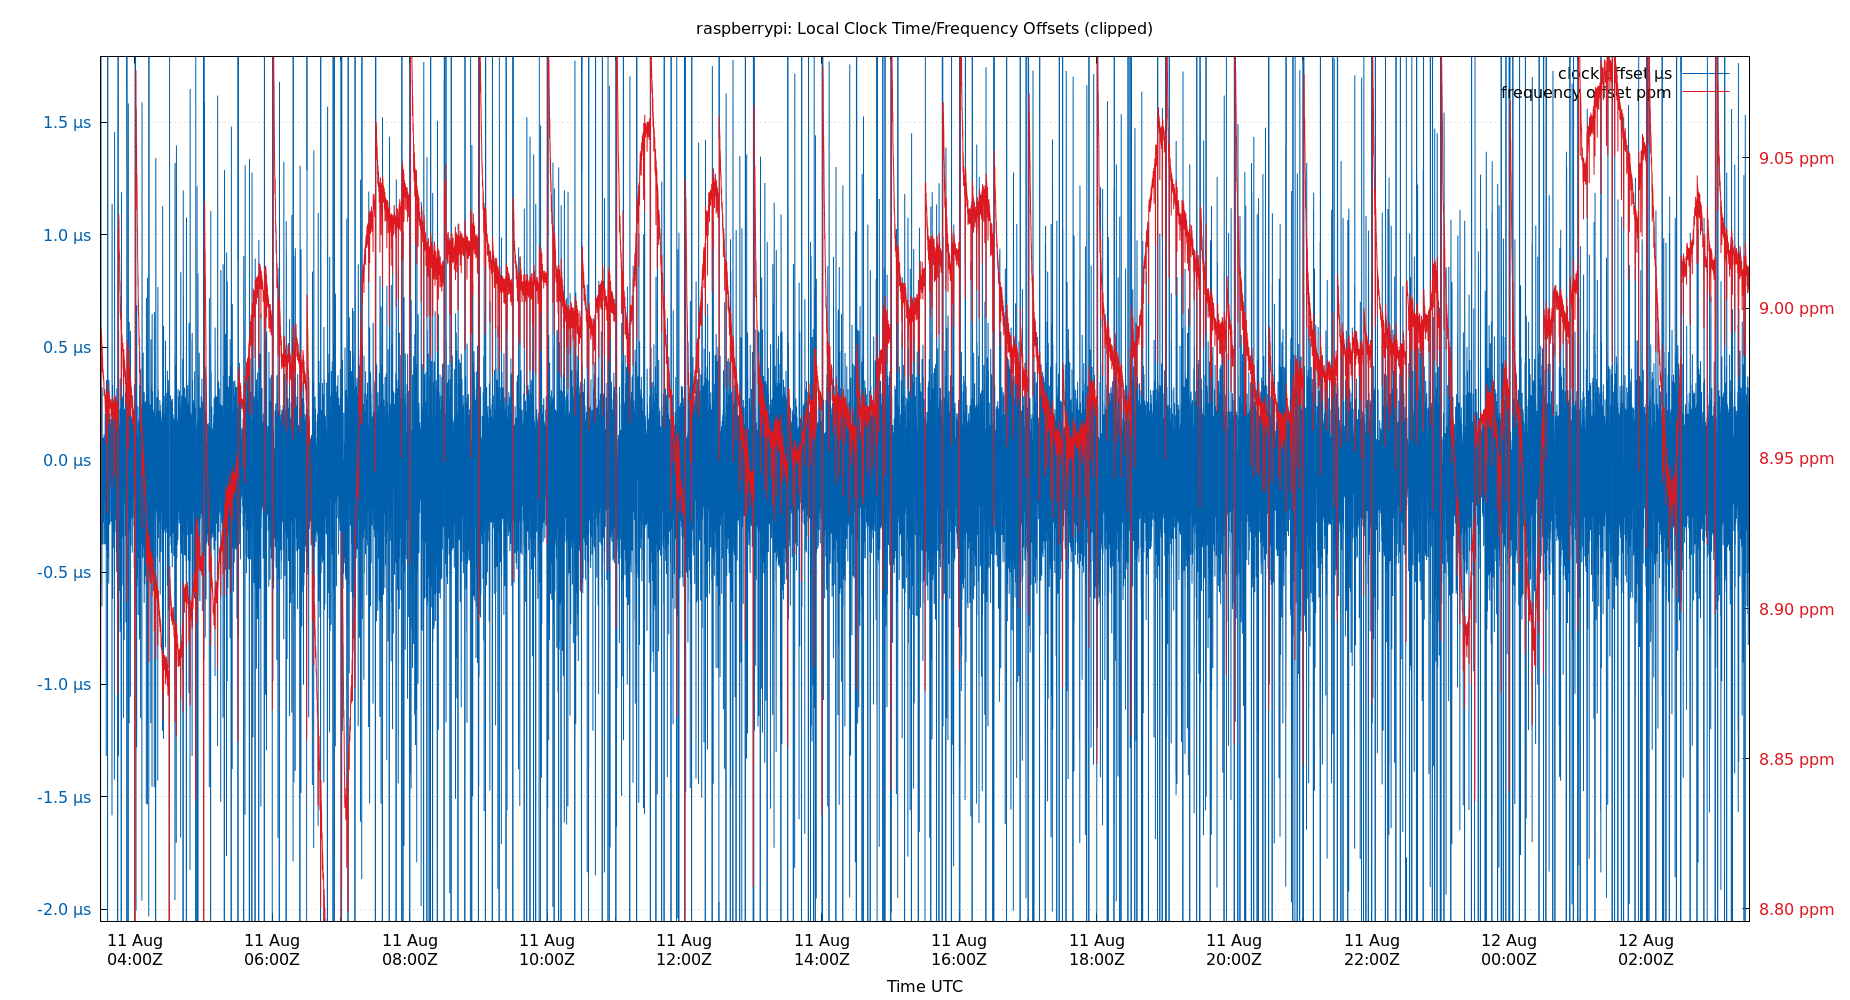 raspberrypi: Local Clock Time/Frequency Offsets (clipped)
clock offset µs
frequency offset ppm
1.5 µs
1.0 µs
0.5 µs
0.0 µs
-0.5 µs
-1.0 µs
-1.5 µs
-2.0 µs
9.05 ppm
9.00 ppm
8.95 ppm
8.90 ppm
8.85 ppm
8.80 ppm
11 Aug 11 Aug 11 Aug 11 Aug 11 Aug 11 Aug 11 Aug 11 Aug 11 Aug 11 Aug 12 Aug 12 Aug
04:00Z 06:00Z 08:00Z 10:00Z 12:00Z 14:00Z 16:00Z 18:00Z 20:00Z 22:00Z 00:00Z 02:00Z
Time UTC